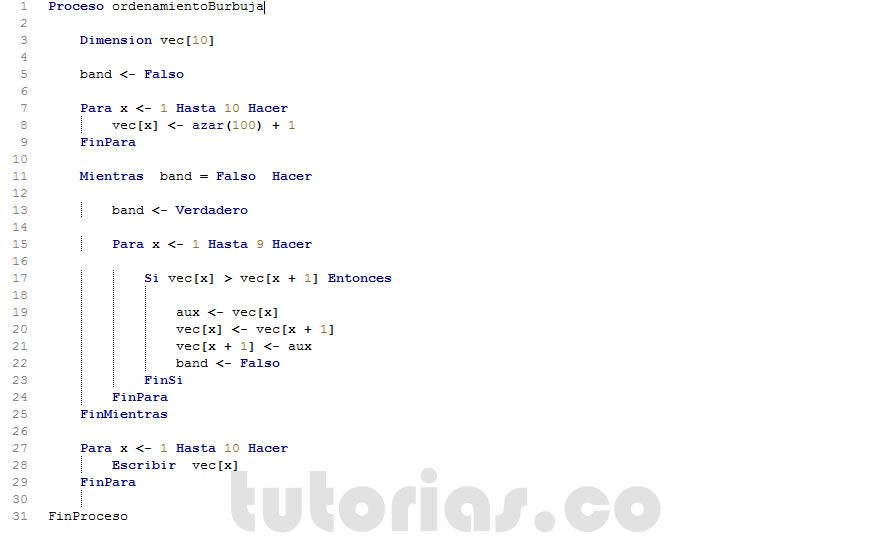 1 Proceso ordenamientoBurbuja
2
3 Dimension vec[10]
4
5 band <- Falso
6
7 Para x <- 1 Hasta 10 Hacer
8 vec[x] <- azar(100) + 1
9 FinPara
10
11 Mientras band = Falso Hacer
12
13 band <- Verdadero
14
15 Para x <- 1 Hasta 9 Hacer
16
17 Si vec[x] > vec[x + 1] Entonces
18
19 aux <- vec[x]
20 vec[x] <- vec[x + 1]
21 vec[x + 1] <- aux
22 band <- Falso
23 FinSi
24 FinPara
25 FinMientras
26
27 Para x <- 1 Hasta 10 Hacer
28 Escribir vec[x]
29 FinPara
30
31 FinProceso
tutorias.co